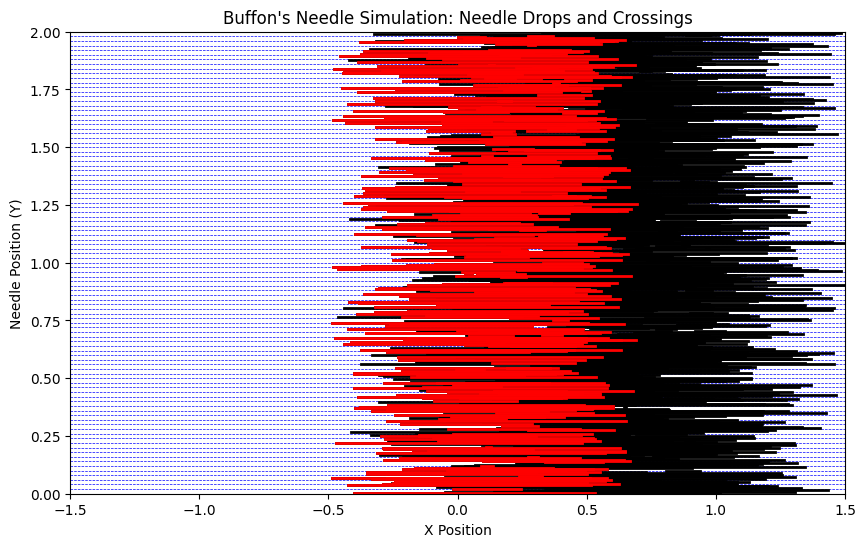 Buffon's Needle Simulation: Needle Drops and Crossings
2.00
1.75
1.50
1.25
1.00
0.75
0.50
0.25
0.00
Needle Position (Y)
−1.5 −1.0 −0.5 0.0 0.5 1.0 1.5
X Position